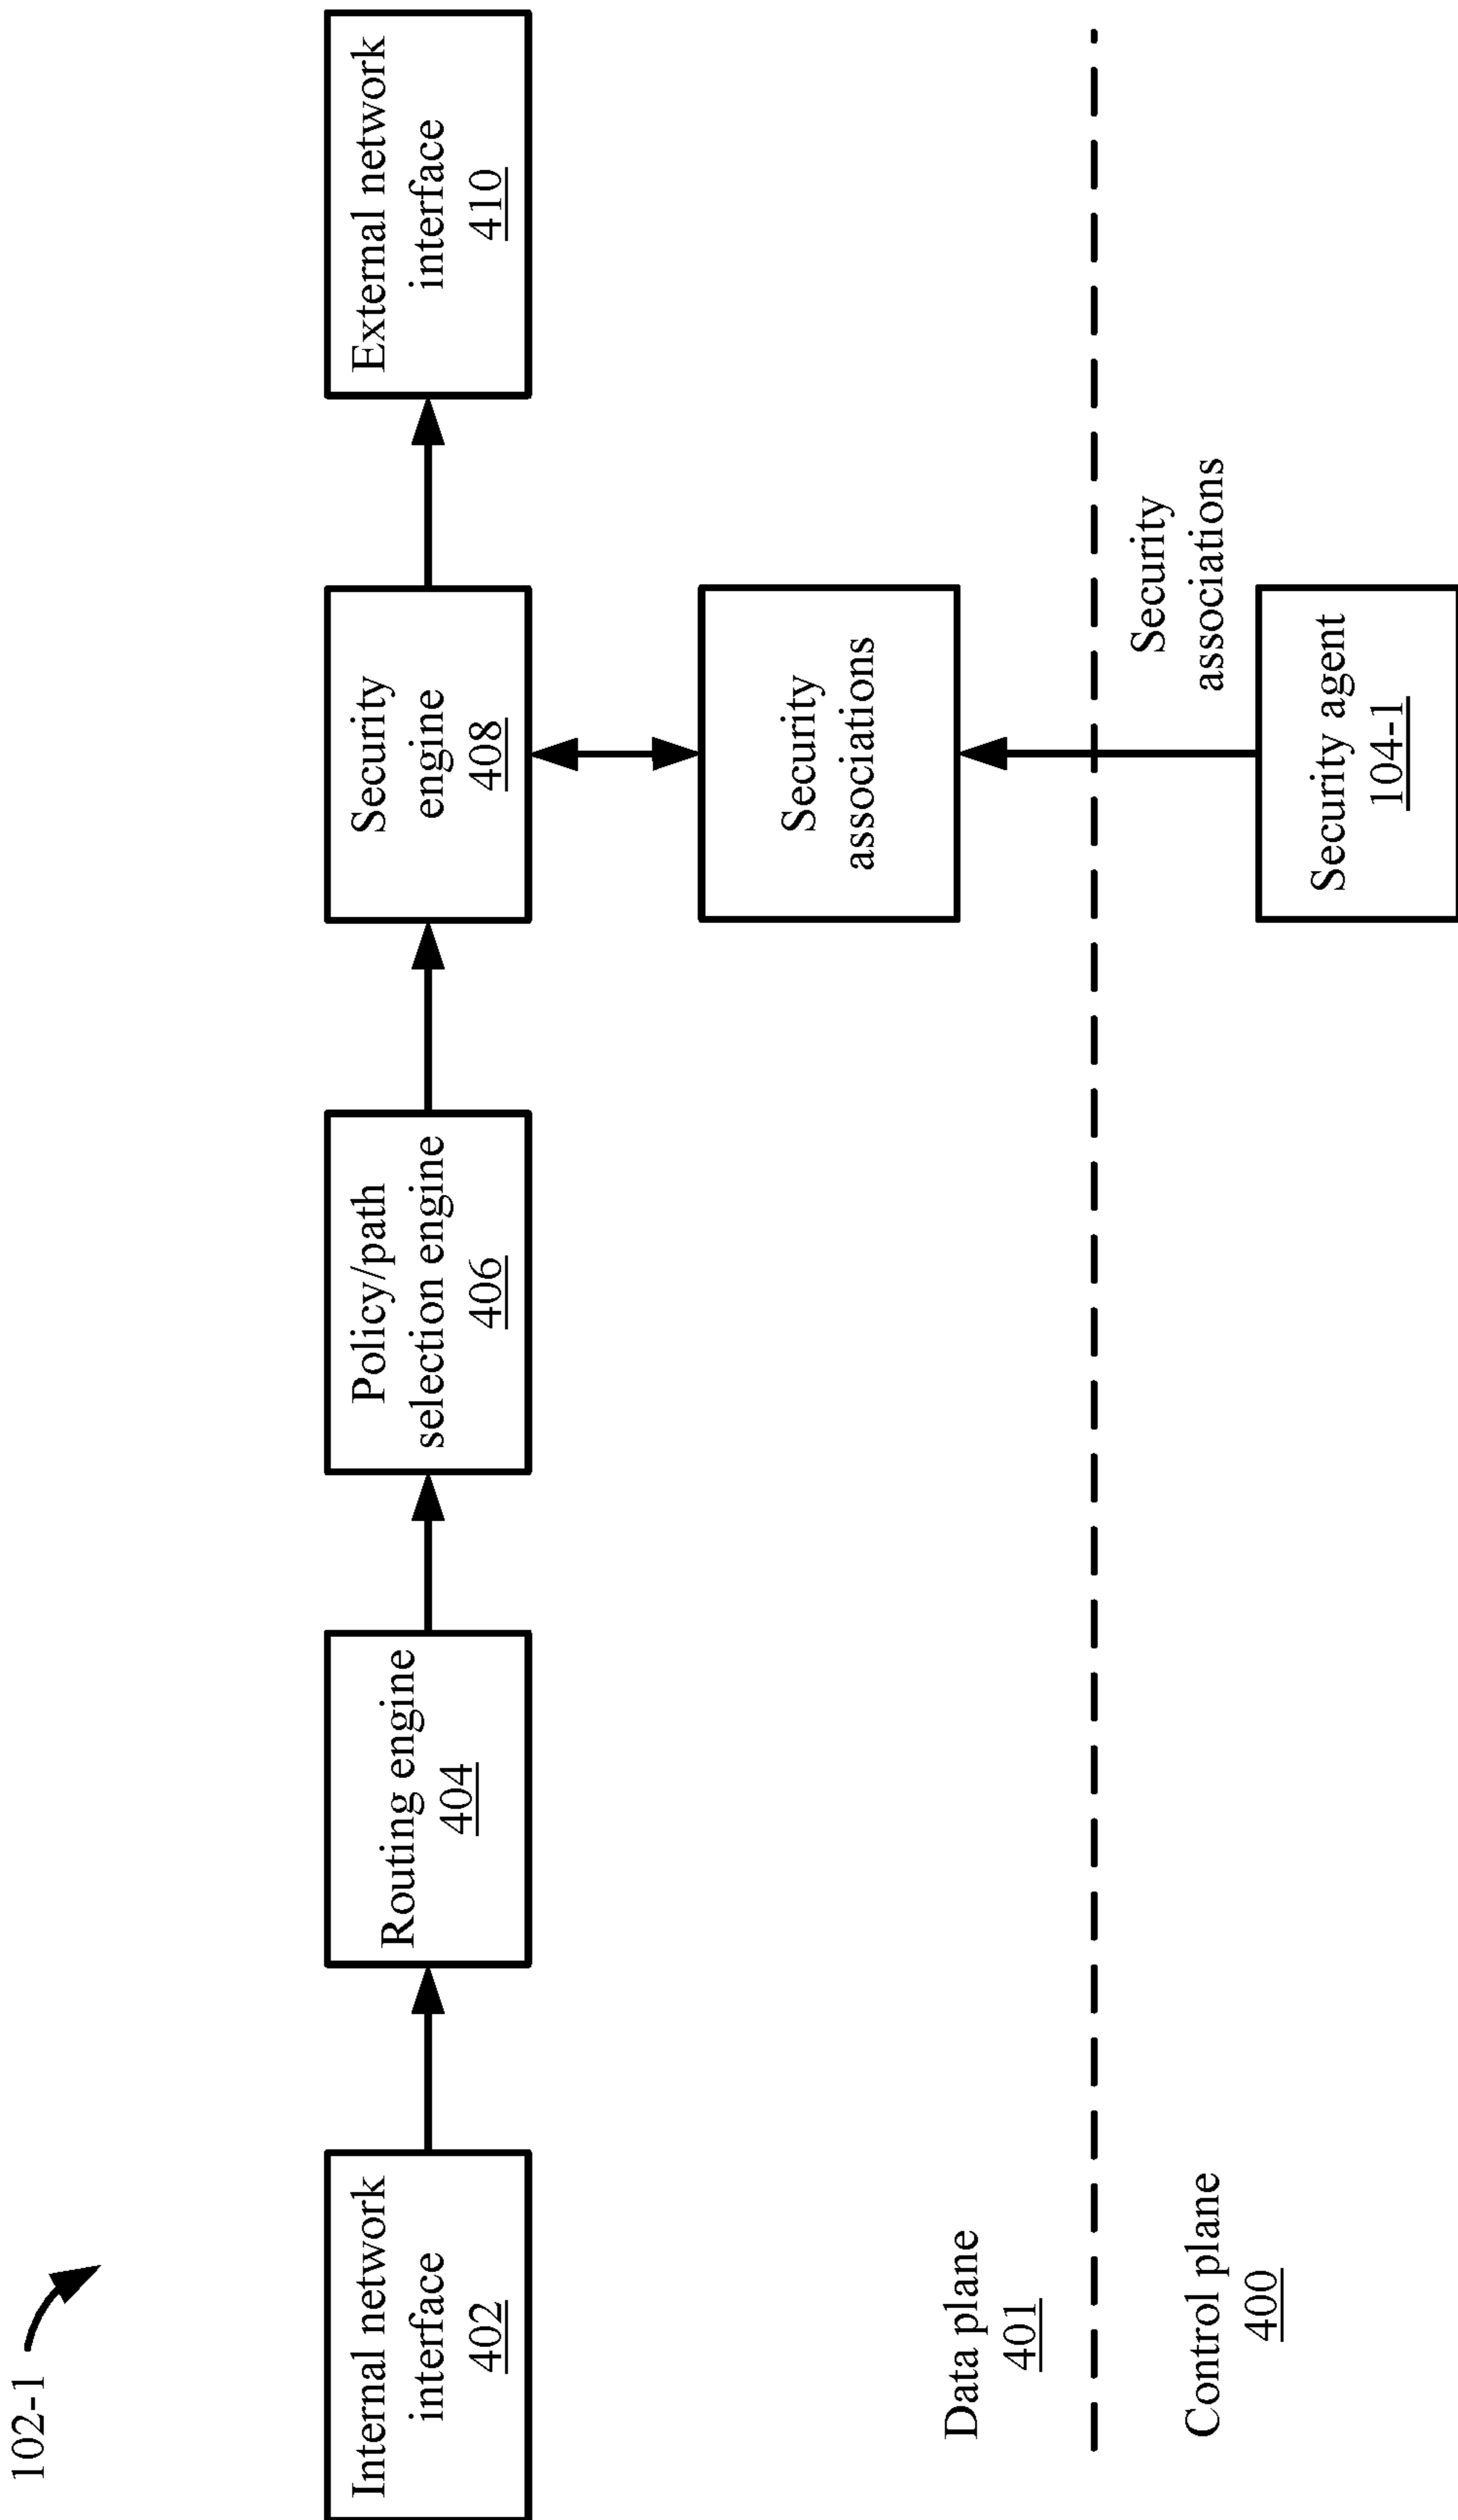 102-1
Internal network
interface
402
Routing engine
404
Policy/path
selection engine
406
Security
engine
408
External network
interface
410
Security
associations
Data plane
401
Security
associations
Control plane
400
Security agent
104-1